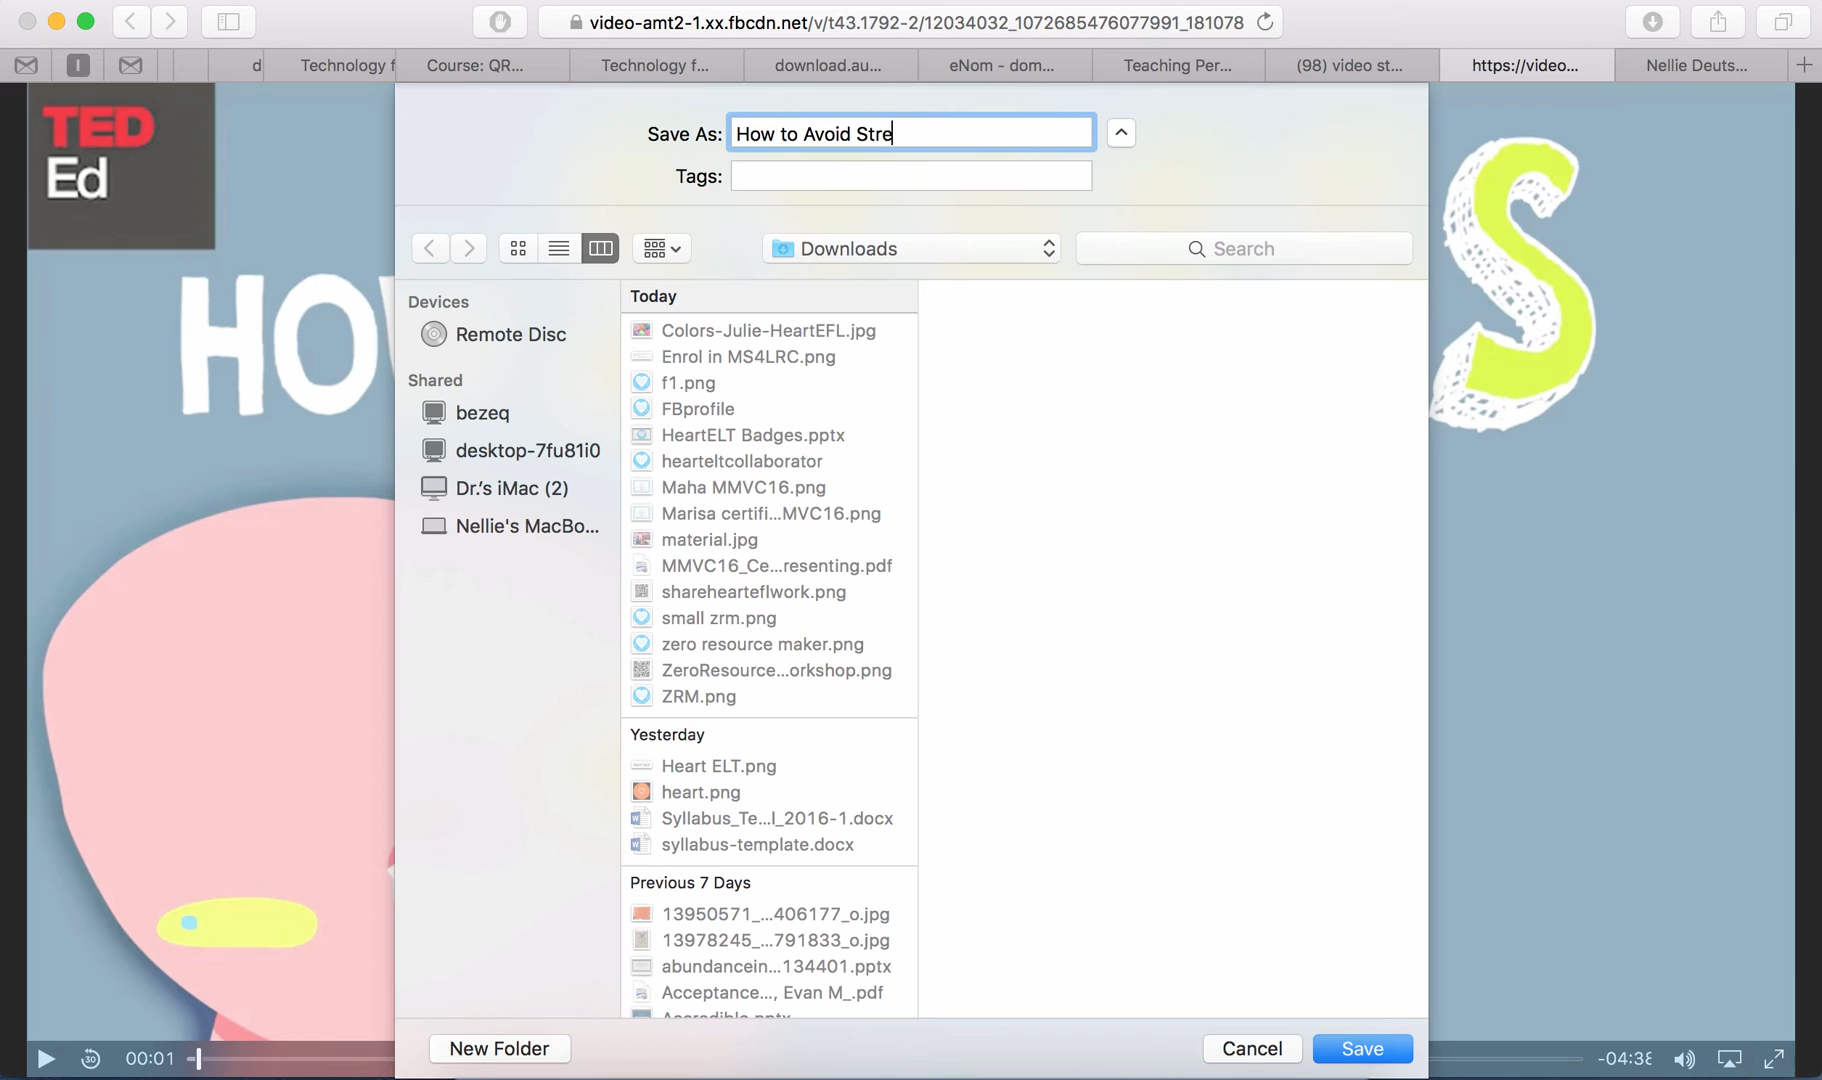 video-amt2-1.xx.fbcdn.net/v/t43.1792-2/12034032_1072685476077991_181078
I
d
Technology f
Course: QR...
Technology f...
download.au...
eNom - dom...
Teaching Per...
(98) video st...
https://video...
Nellie Deuts...
TED
Ed
HO
S
Save As: How to Avoid Stre
Tags:
Downloads
Search
Devices
Remote Disc
Shared
bezeq
desktop-7fu81i0
Dr.'s iMac (2)
Nellie's MacBo...
Today
Colors-Julie-HeartEFL.jpg
Enrol in MS4LRC.png
f1.png
FBprofile
HeartELT Badges.pptx
hearteltcollaborator
Maha MMVC16.png
Marisa certifi...MVC16.png
material.jpg
MMVC16_Ce...resenting.pdf
sharehearteflwork.png
small zrm.png
zero resource maker.png
ZeroResource...orkshop.png
ZRM.png
Yesterday
Heart ELT.png
heart.png
Syllabus_Te...l_2016-1.docx
syllabus-template.docx
Previous 7 Days
13950571_...406177_o.jpg
13978245_...791833_o.jpg
abundancein...134401.pptx
Acceptance..., Evan M_.pdf
Accredible.pptx
New Folder
Cancel
Save
30
00:01
-04:38